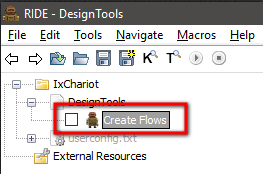 RIDE - DesignTools
File Edit Tools Navigate Macros Help
IxChariot
DesignTools
Create Flows
userconfig.txt
External Resources